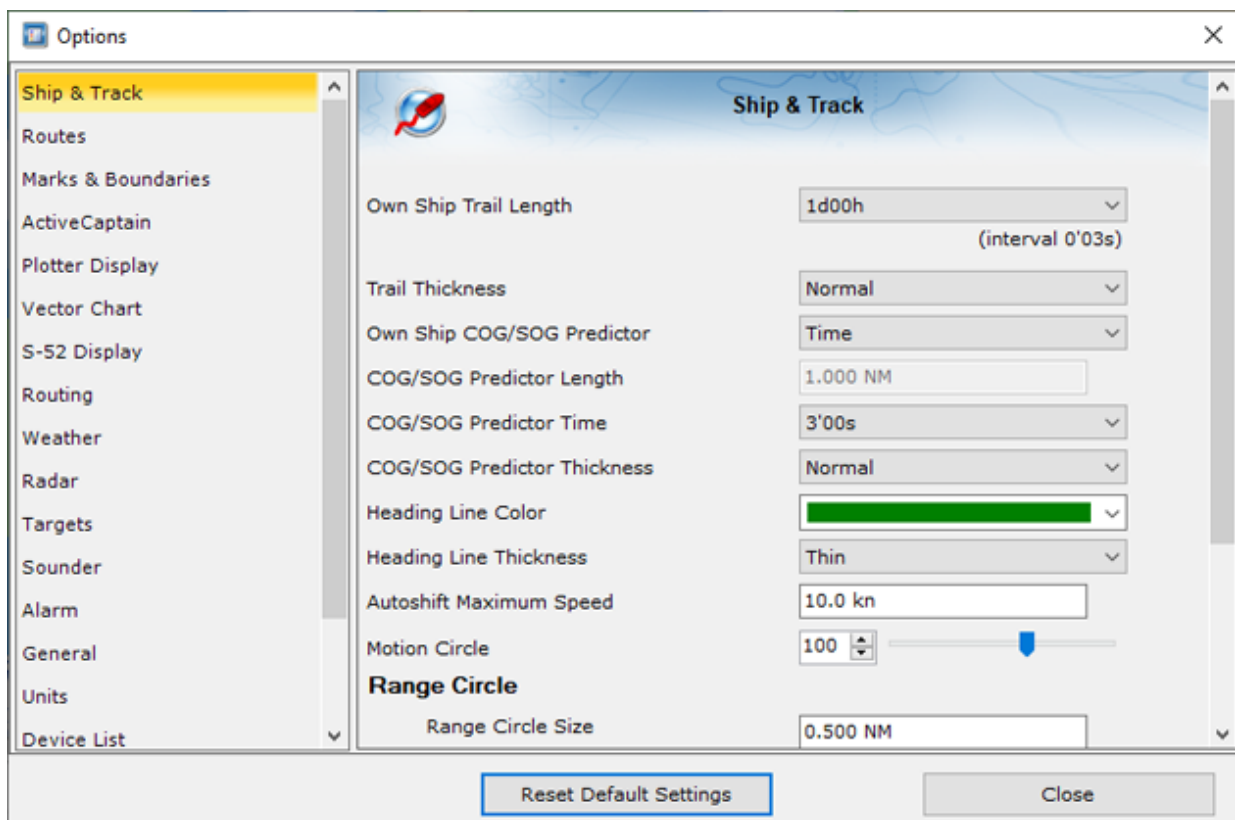 Options
Ship & Track
Routes
Marks & Boundaries
ActiveCaptain
Plotter Display
Vector Chart
S-52 Display
Routing
Weather
Radar
Targets
Sounder
Alarm
General
Units
Device List
Ship & Track
Own Ship Trail Length 1d00h
(interval 0'03s)
Trail Thickness Normal
Own Ship COG/SOG Predictor Time
COG/SOG Predictor Length 1.000 NM
COG/SOG Predictor Time 3'00s
COG/SOG Predictor Thickness Normal
Heading Line Color
Heading Line Thickness Thin
Autoshift Maximum Speed 10.0 kn
Motion Circle 100
Range Circle
Range Circle Size 0.500 NM
Reset Default Settings Close